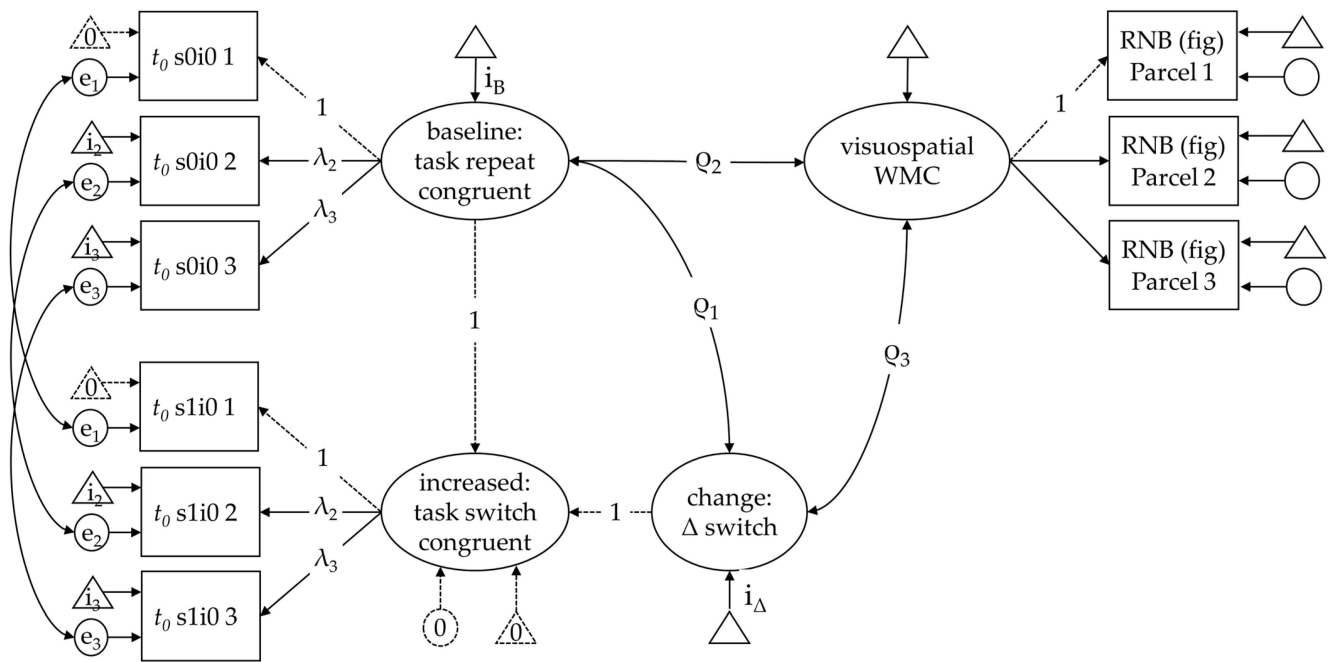 0
t₀ s0i0 1
e₁
1
i₂
t₀ s0i0 2
e₂
λ₂
i₃
t₀ s0i0 3
e₃
λ₃
i_B
baseline:
task repeat
congruent
ϱ₂
visuospatial
WMC
1
RNB (fig)
Parcel 1
RNB (fig)
Parcel 2
RNB (fig)
Parcel 3
1
ϱ₁
ϱ₃
0
t₀ s1i0 1
e₁
1
i₂
t₀ s1i0 2
e₂
λ₂
i₃
t₀ s1i0 3
e₃
λ₃
increased:
task switch
congruent
1
change:
Δ switch
0
0
i_Δ